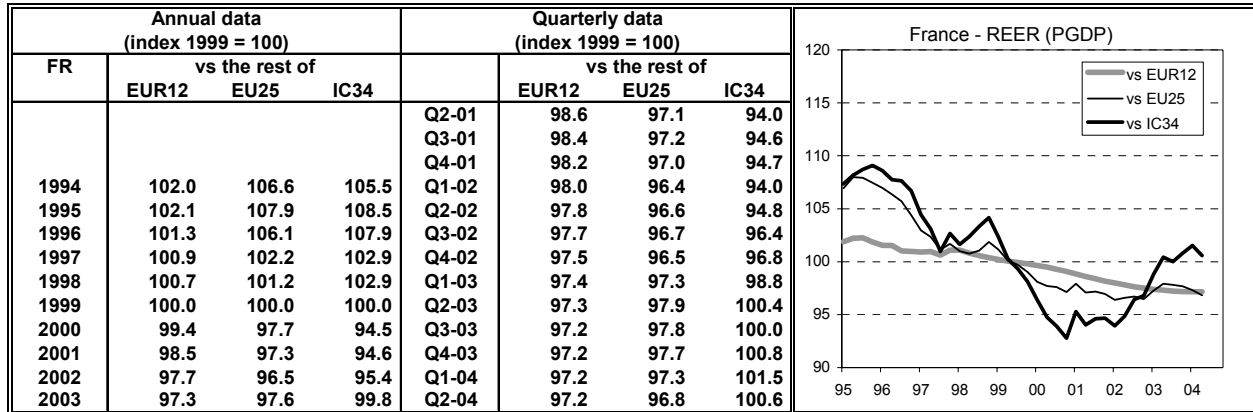 Annual data Quarterly data
(index 1999 = 100) (index 1999 = 100)
FR vs the rest of vs the rest of
EUR12 EU25 IC34 EUR12 EU25 IC34
Q2-01 98.6 97.1 94.0
Q3-01 98.4 97.2 94.6
Q4-01 98.2 97.0 94.7
1994 102.0 106.6 105.5 Q1-02 98.0 96.4 94.0
1995 102.1 107.9 108.5 Q2-02 97.8 96.6 94.8
1996 101.3 106.1 107.9 Q3-02 97.7 96.7 96.4
1997 100.9 102.2 102.9 Q4-02 97.5 96.5 96.8
1998 100.7 101.2 102.9 Q1-03 97.4 97.3 98.8
1999 100.0 100.0 100.0 Q2-03 97.3 97.9 100.4
2000 99.4 97.7 94.5 Q3-03 97.2 97.8 100.0
2001 98.5 97.3 94.6 Q4-03 97.2 97.7 100.8
2002 97.7 96.5 95.4 Q1-04 97.2 97.3 101.5
2003 97.3 97.6 99.8 Q2-04 97.2 96.8 100.6
France - REER (PGDP)
vs EUR12
vs EU25
vs IC34
120
115
110
105
100
95
90
95 96 97 98 99 00 01 02 03 04